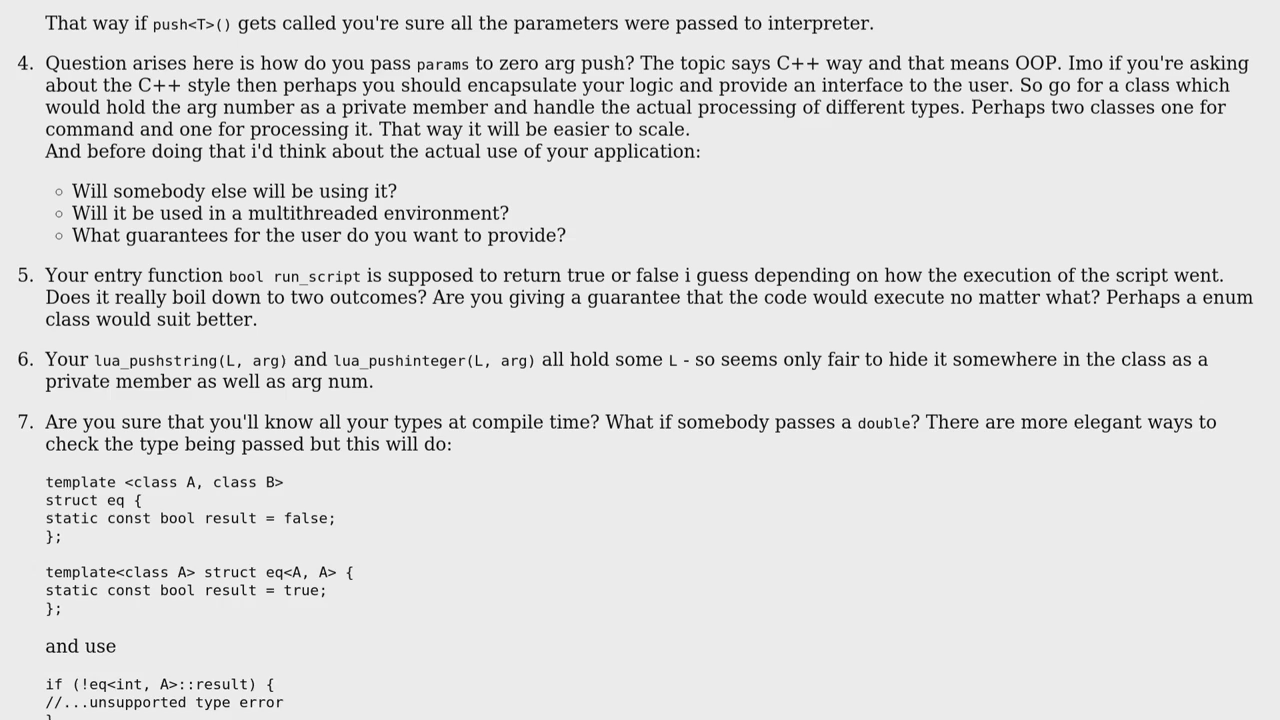 That way if push<T>() gets called you're sure all the parameters were passed to interpreter.
4. Question arises here is how do you pass params to zero arg push? The topic says C++ way and that means OOP. Imo if you're asking
about the C++ style then perhaps you should encapsulate your logic and provide an interface to the user. So go for a class which
would hold the arg number as a private member and handle the actual processing of different types. Perhaps two classes one for
command and one for processing it. That way it will be easier to scale.
And before doing that i'd think about the actual use of your application:
◦ Will somebody else will be using it?
◦ Will it be used in a multithreaded environment?
◦ What guarantees for the user do you want to provide?
5. Your entry function bool run_script is supposed to return true or false i guess depending on how the execution of the script went.
Does it really boil down to two outcomes? Are you giving a guarantee that the code would execute no matter what? Perhaps a enum
class would suit better.
6. Your lua_pushstring(L, arg) and lua_pushinteger(L, arg) all hold some L - so seems only fair to hide it somewhere in the class as a
private member as well as arg num.
7. Are you sure that you'll know all your types at compile time? What if somebody passes a double? There are more elegant ways to
check the type being passed but this will do:
template <class A, class B>
struct eq {
static const bool result = false;
};
template<class A> struct eq<A, A> {
static const bool result = true;
};
and use
if (!eq<int, A>::result) {
//...unsupported type error
}